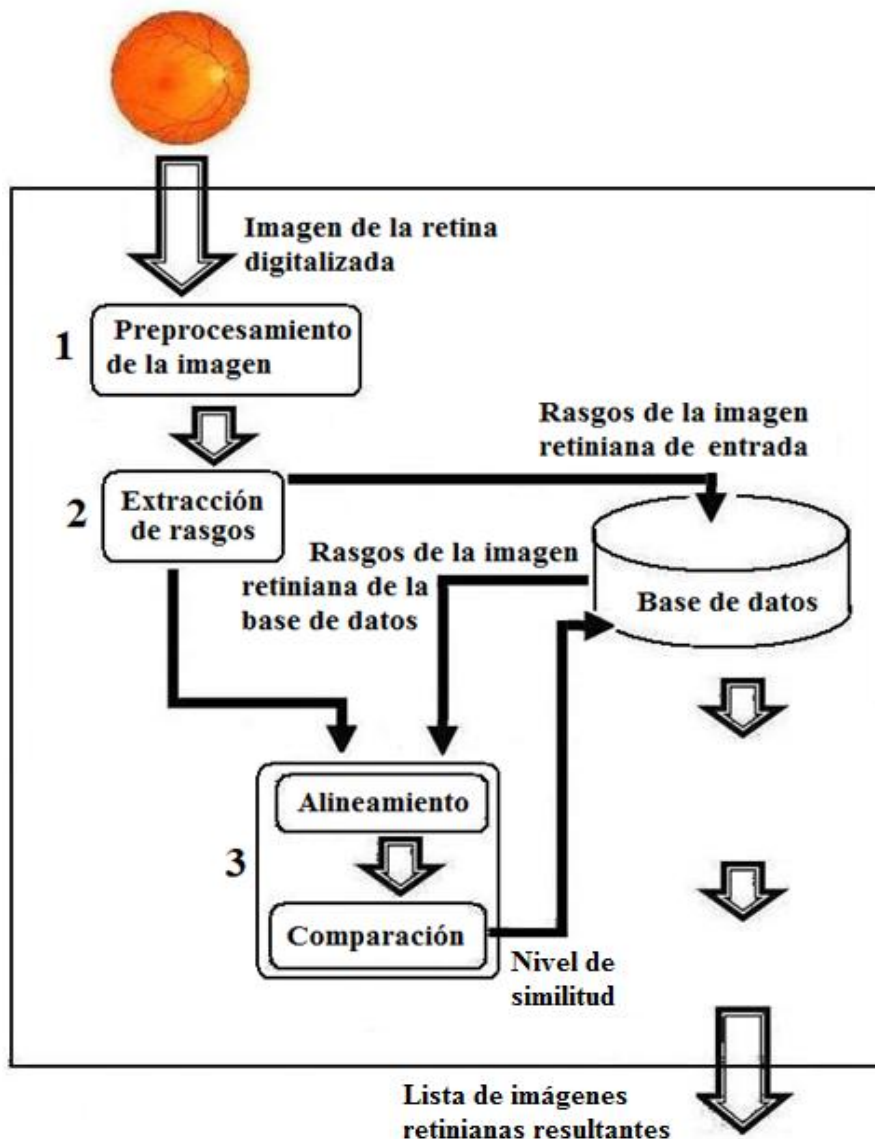 Imagen de la retina
digitalizada
1
Preprocesamiento
de la imagen
Rasgos de la imagen
retiniana de entrada
2
Extracción
de rasgos
Rasgos de la imagen
retiniana de la
base de datos
Base de datos
Alineamiento
3
Comparación
Nivel de
similitud
Lista de imágenes
retinianas resultantes